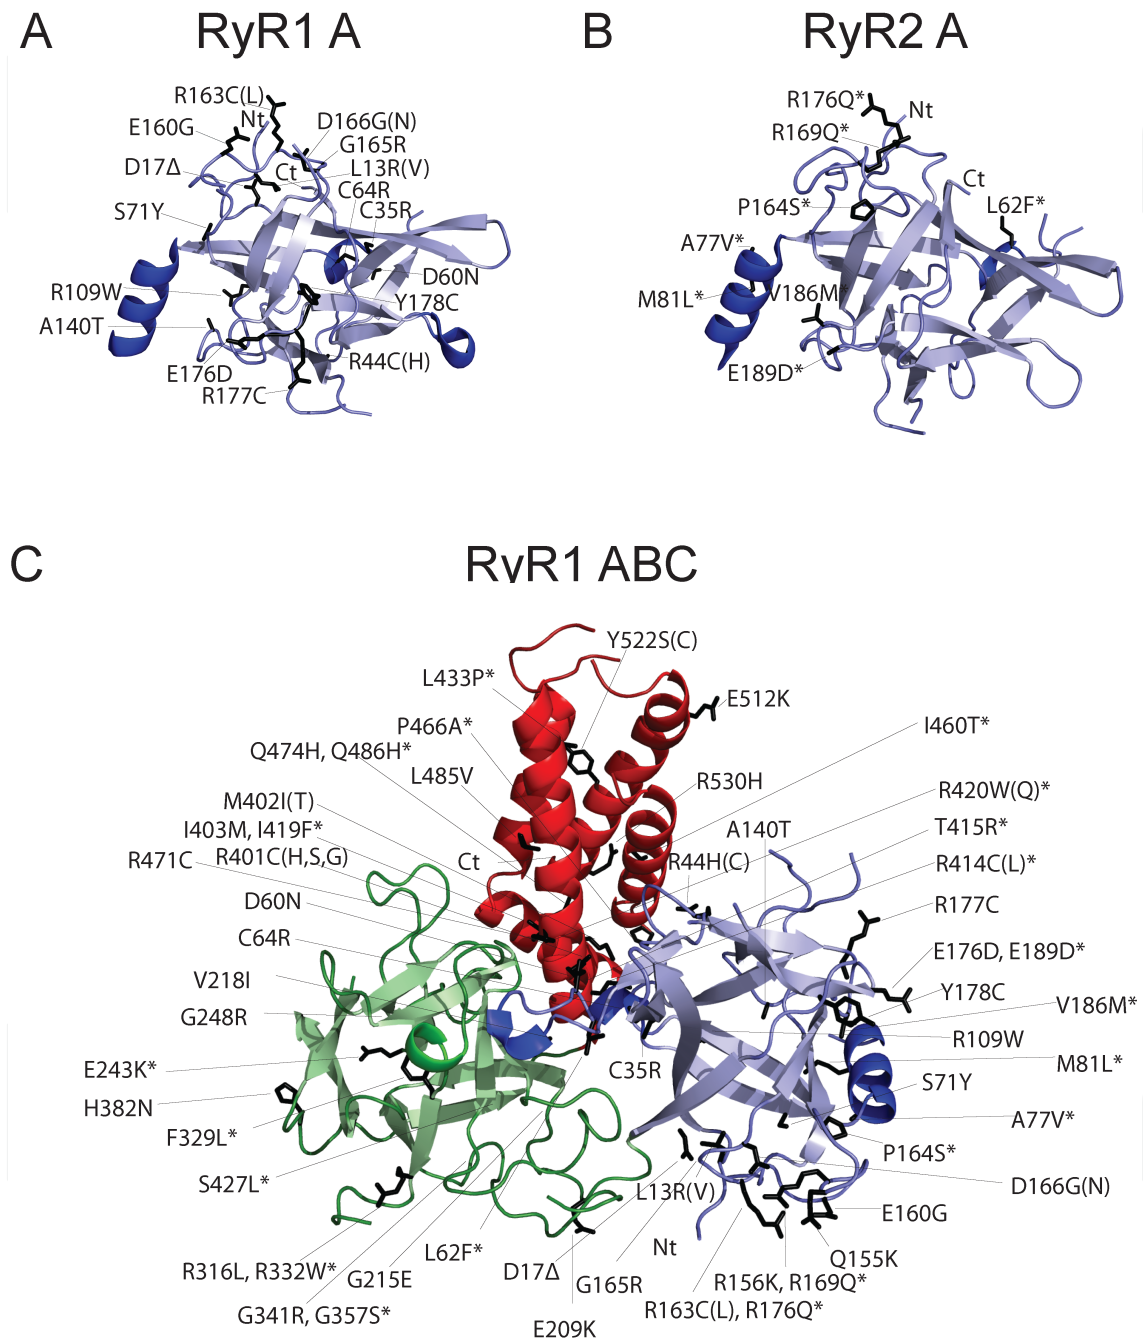 A
RyR1 A
B
RyR2 A
R163C(L)
Nt
E160G
D166G(N)
G165R
D17Δ
Ct
L13R(V)
C64R
S71Y
C35R
D60N
R109W
Y178C
A140T
E176D
R44C(H)
R177C
R176Q*
Nt
R169Q*
Ct
P164S*
L62F*
A77V*
M81L*
V186M*
E189D*
C
RyR1 ABC
Y522S(C)
L433P*
E512K
P466A*
I460T*
Q474H, Q486H*
L485V
R530H
R420W(Q)*
M402I(T)
A140T
T415R*
I403M, I419F*
R401C(H,S,G)
R471C
Ct
R44H(C)
R414C(L)*
D60N
R177C
C64R
E176D, E189D*
V218I
Y178C
V186M*
G248R
R109W
E243K*
C35R
M81L*
S71Y
H382N
A77V*
F329L*
P164S*
S427L*
L13R(V)
D166G(N)
E160G
L62F*
Nt
Q155K
R316L, R332W*
G215E
D17Δ
G165R
R156K, R169Q*
G341R, G357S*
R163C(L), R176Q*
E209K